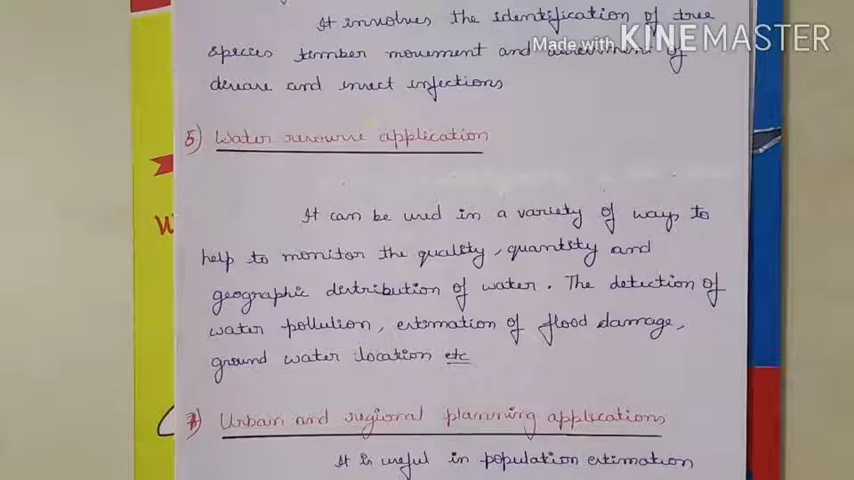 It involves the identification of tree
species timber movement and of
disease and insect infections
Made with KINEMASTER
5) Water resource application
It can be used in a variety of ways to
help to monitor the quality, quantity and
geographic distribution of water. The detection of
water pollution, estimation of flood damage,
ground water location etc
Urban and regional planning applications
It is useful in population estimation